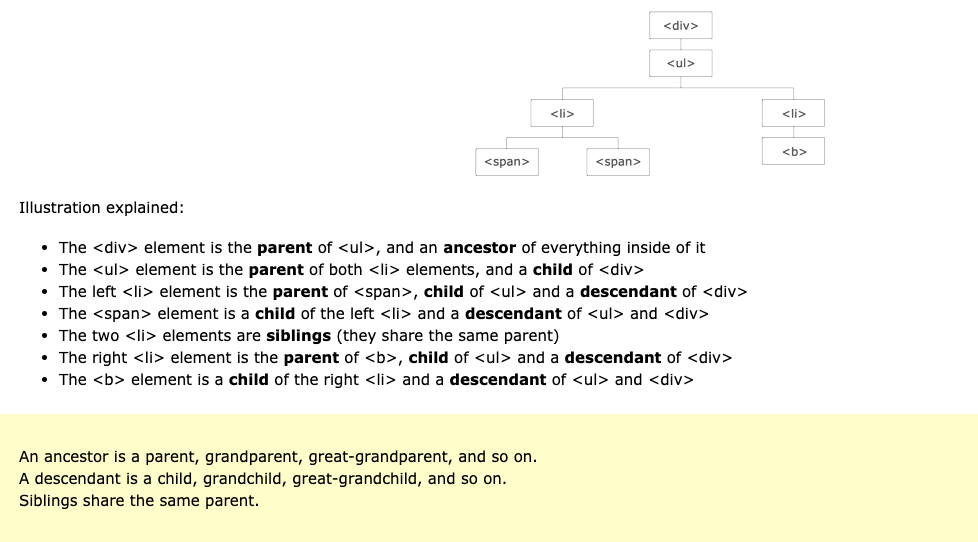 <div>
<ul>
<li> <li>
<span> <span> <b>
Illustration explained:
• The <div> element is the parent of <ul>, and an ancestor of everything inside of it
• The <ul> element is the parent of both <li> elements, and a child of <div>
• The left <li> element is the parent of <span>, child of <ul> and a descendant of <div>
• The <span> element is a child of the left <li> and a descendant of <ul> and <div>
• The two <li> elements are siblings (they share the same parent)
• The right <li> element is the parent of <b>, child of <ul> and a descendant of <div>
• The <b> element is a child of the right <li> and a descendant of <ul> and <div>
An ancestor is a parent, grandparent, great-grandparent, and so on.
A descendant is a child, grandchild, great-grandchild, and so on.
Siblings share the same parent.